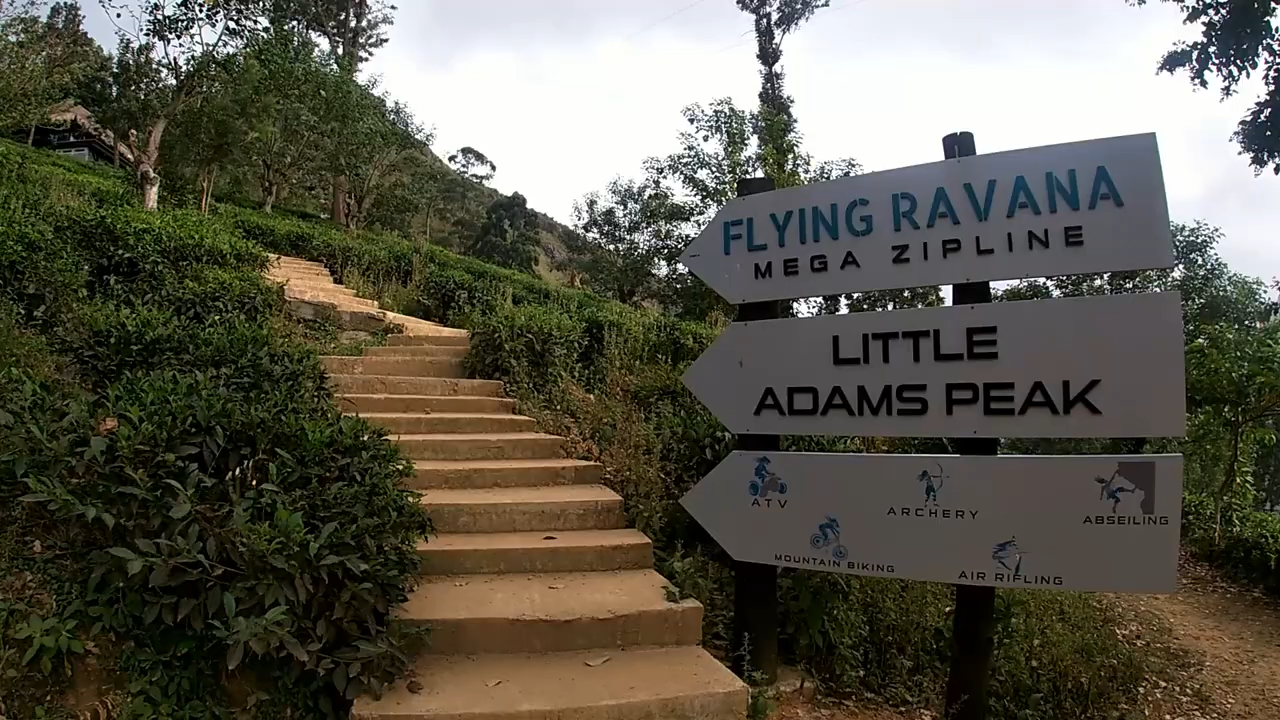 FLYING RAVANA
MEGA ZIPLINE
LITTLE
ADAMS PEAK
ATV
ARCHERY
ABSEILING
MOUNTAIN BIKING
AIR RIFLING